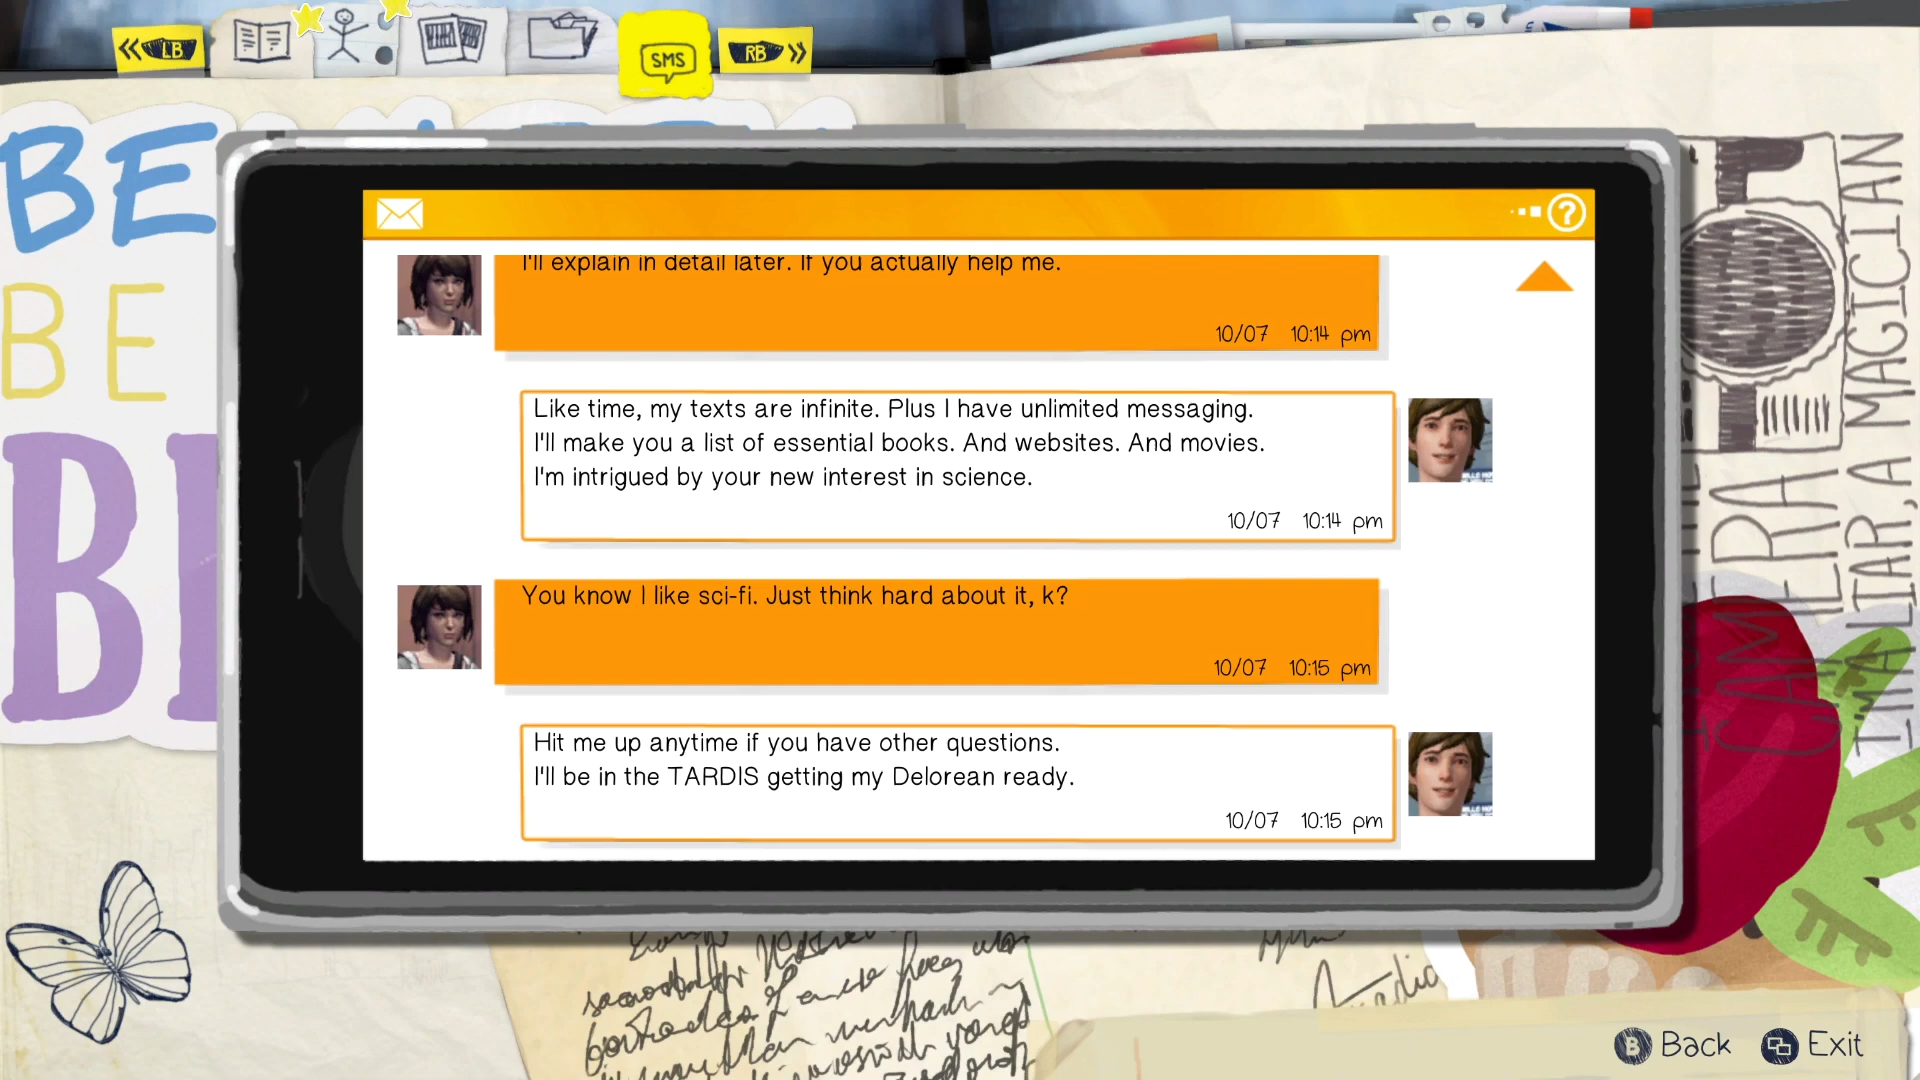 LB
SMS
RB
BE
BE
I'll explain in detail later. If you actually help me.
10/07 10:14 pm
Like time, my texts are infinite. Plus I have unlimited messaging.
I'll make you a list of essential books. And websites. And movies.
I'm intrigued by your new interest in science.
10/07 10:14 pm
You know I like sci-fi. Just think hard about it, k?
10/07 10:15 pm
Hit me up anytime if you have other questions.
I'll be in the TARDIS getting my Delorean ready.
10/07 10:15 pm
CAMERA
LIAR, A MAGICIAN
B Back
Exit